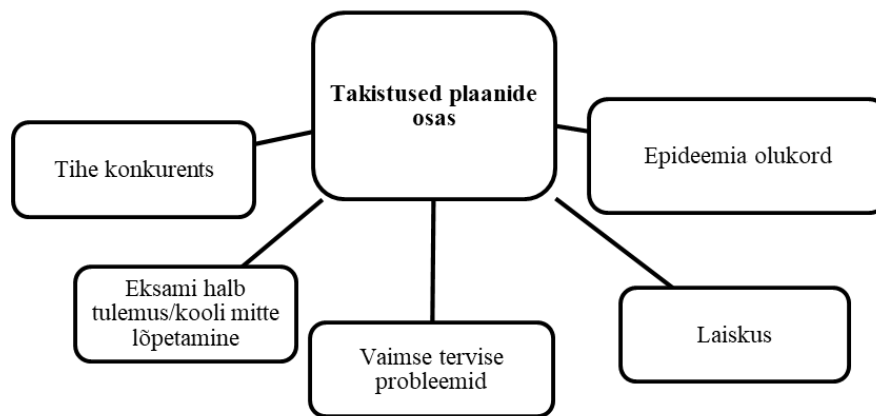 Takistused plaanide
osas
Tihe konkurents
Epideemia olukord
Eksami halb
tulemus/kooli mitte
lõpetamine
Vaimse tervise
probleemid
Laiskus